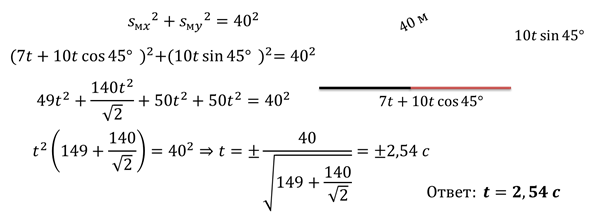 sмx² + sмy² = 40²
40 м
10t sin 45°
(7t + 10t cos 45° )²+(10t sin 45° )²= 40²
49t² + 140t²/√2 + 50t² + 50t² = 40²
7t + 10t cos 45°
t² (149 + 140/√2) = 40² ⇒ t = ± 40/√(149 + 140/√2) = ±2,54 с
Ответ: t = 2,54 с